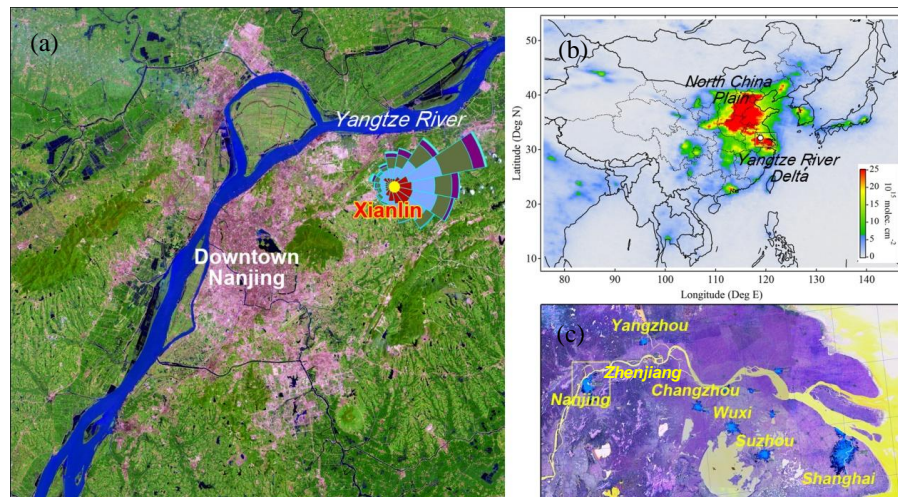 (a)
Yangtze River
Xianlin
Downtown
Nanjing
(b)
North China
Plain
Yangtze River
Delta
Latitude (Deg N)
50
40
30
20
10
80
90
100
110
120
130
140
Longitude (Deg E)
25
20
15
10
5
0
10¹⁵ molec. cm⁻²
(c)
Yangzhou
Zhenjiang
Nanjing
Changzhou
Wuxi
Suzhou
Shanghai